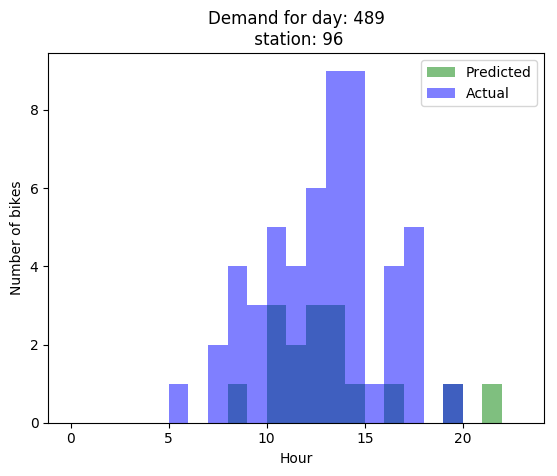 Demand for day: 489
station: 96
Predicted
Actual
Number of bikes
8
6
4
2
0
0 5 10 15 20
Hour